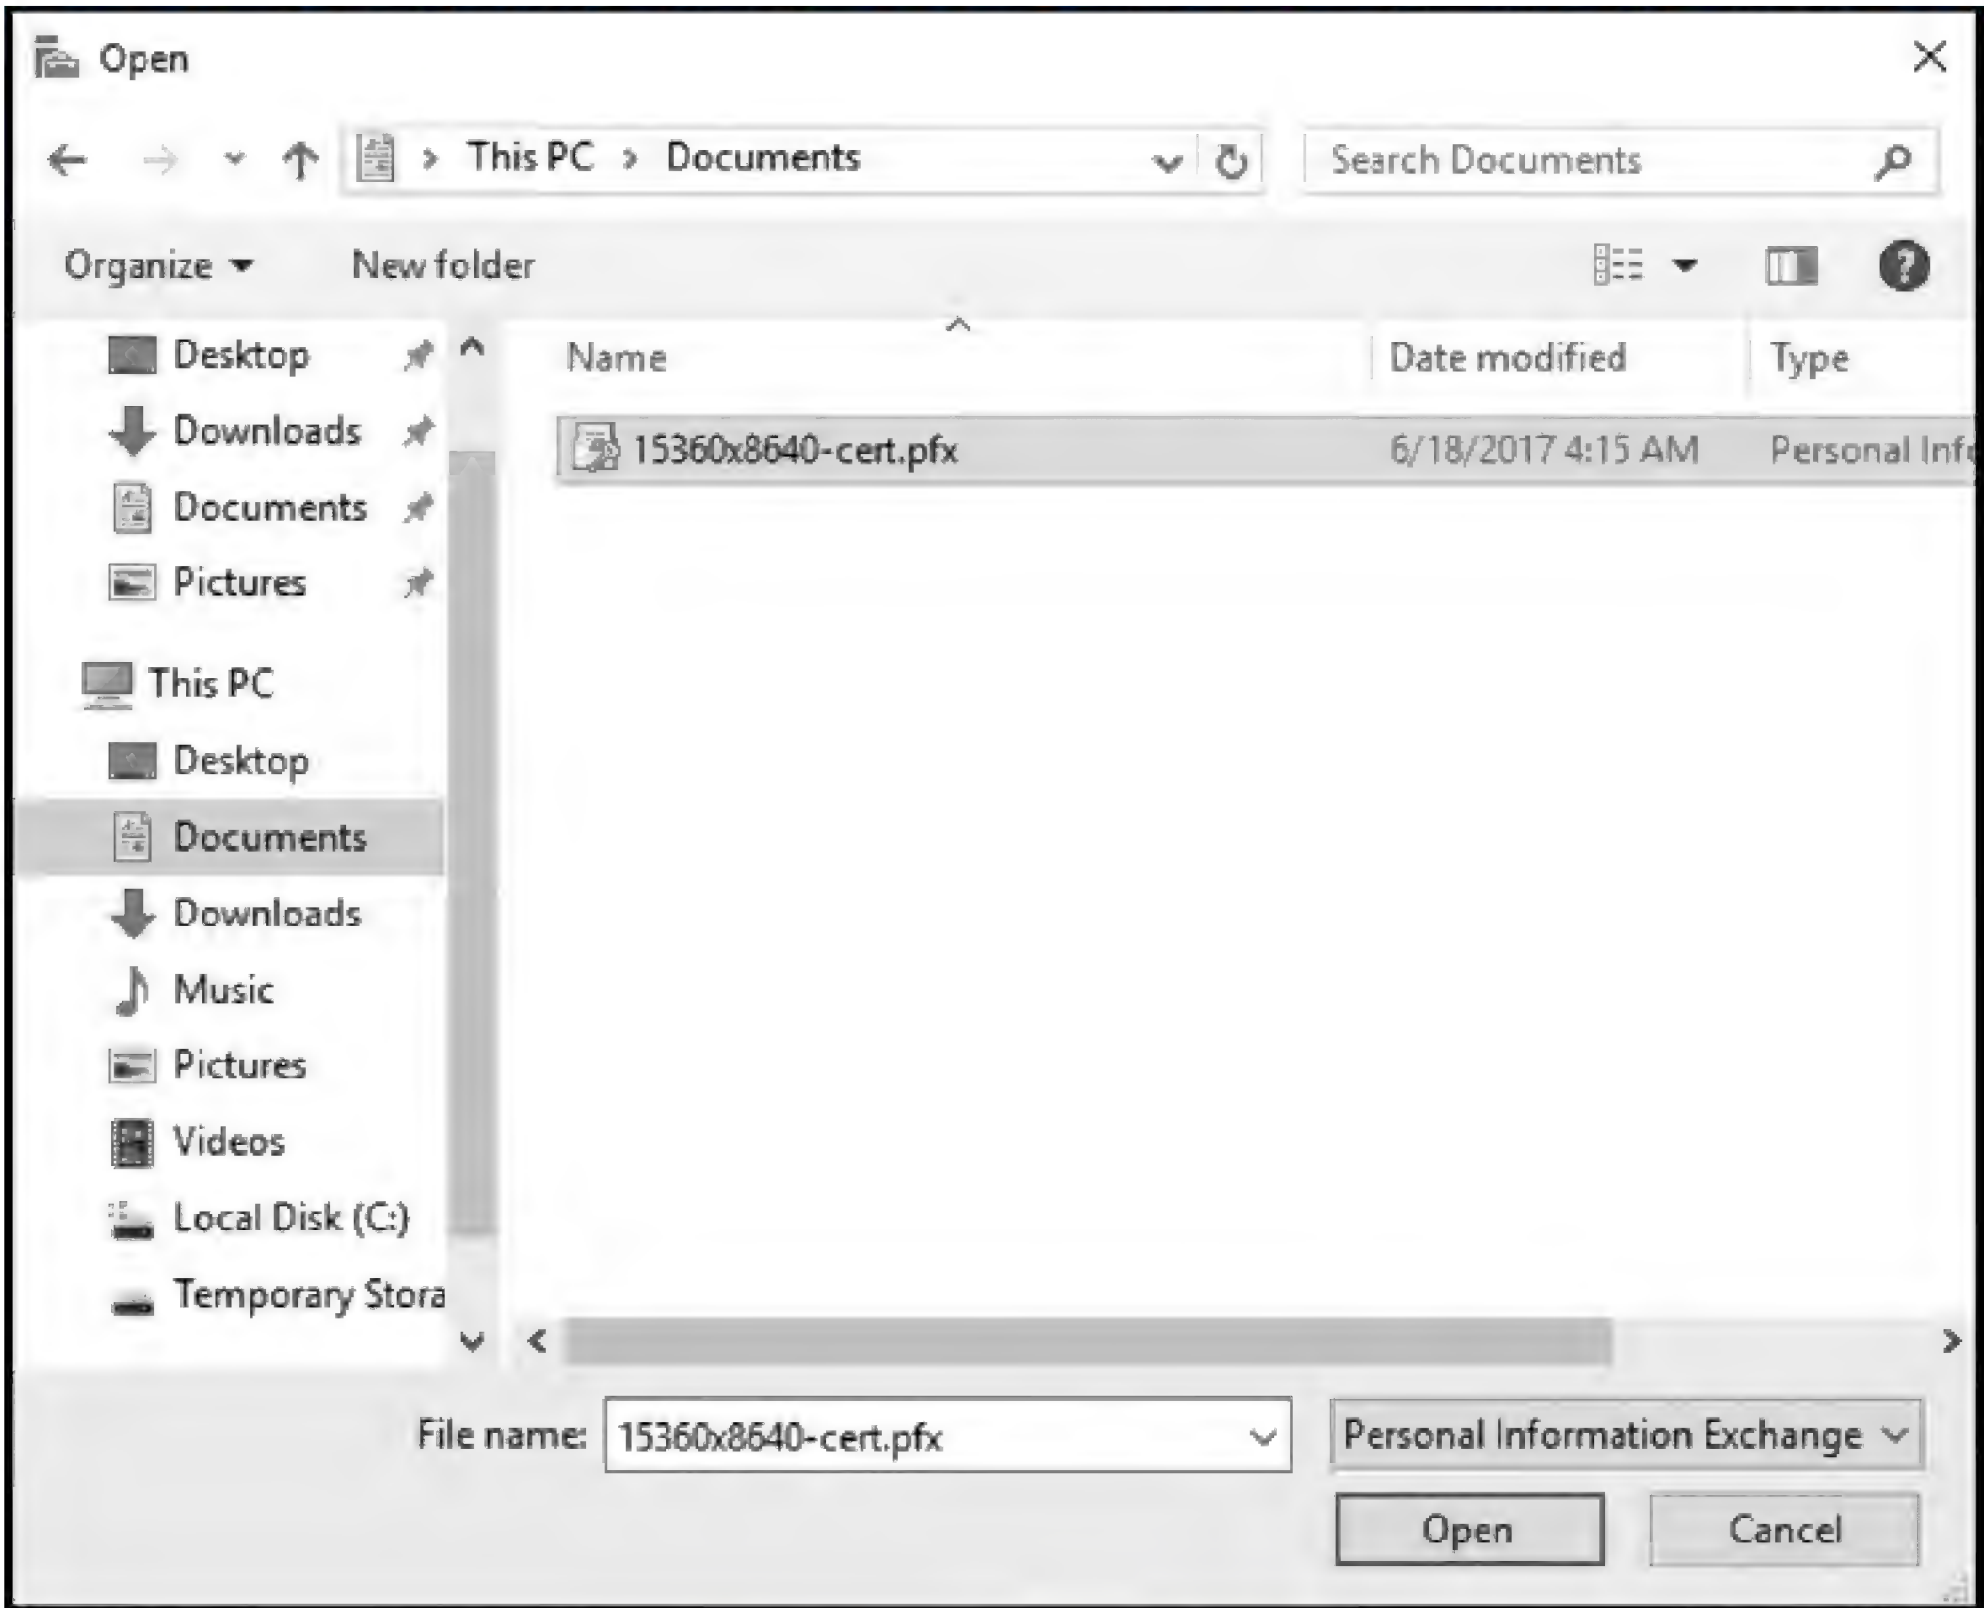 Open
This PC > Documents
Search Documents
Organize
New folder
Name
Date modified
Type
15360x8640-cert.pfx
6/18/2017 4:15 AM
Personal Info
Desktop
Downloads
Documents
Pictures
This PC
Desktop
Documents
Downloads
Music
Pictures
Videos
Local Disk (C:)
Temporary Stora
File name:
15360x8640-cert.pfx
Personal Information Exchange
Open
Cancel